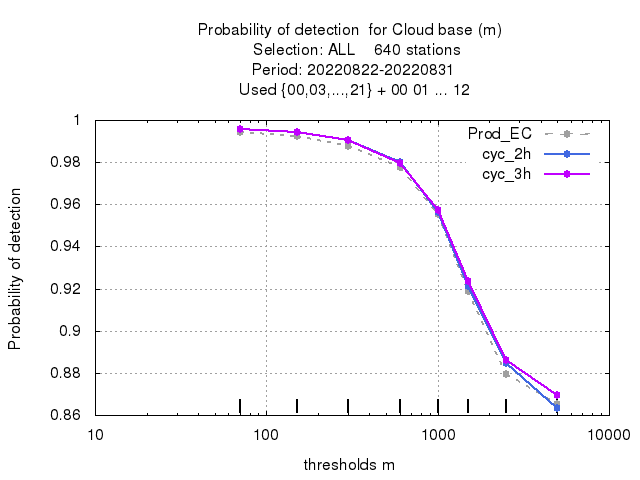 Probability of detection  for Cloud base (m)
Selection: ALL    640 stations
Period: 20220822-20220831
Used {00,03,...,21} + 00 01 ... 12
Prod_EC
cyc_2h
cyc_3h
1
0.98
0.96
0.94
0.92
0.9
0.88
0.86
Probability of detection
10
100
1000
10000
thresholds m